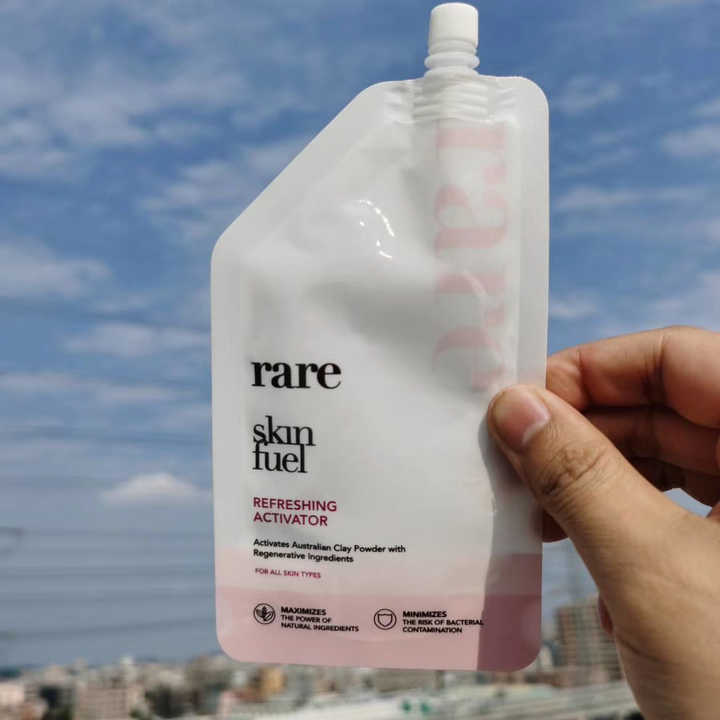 rare
rare
skin
fuel
REFRESHING
ACTIVATOR
Activates Australian Clay Powder with
Regenerative Ingredients
FOR ALL SKIN TYPES
MAXIMIZES
THE POWER OF
NATURAL INGREDIENTS
MINIMIZES
THE RISK OF BACTERIAL
CONTAMINATION